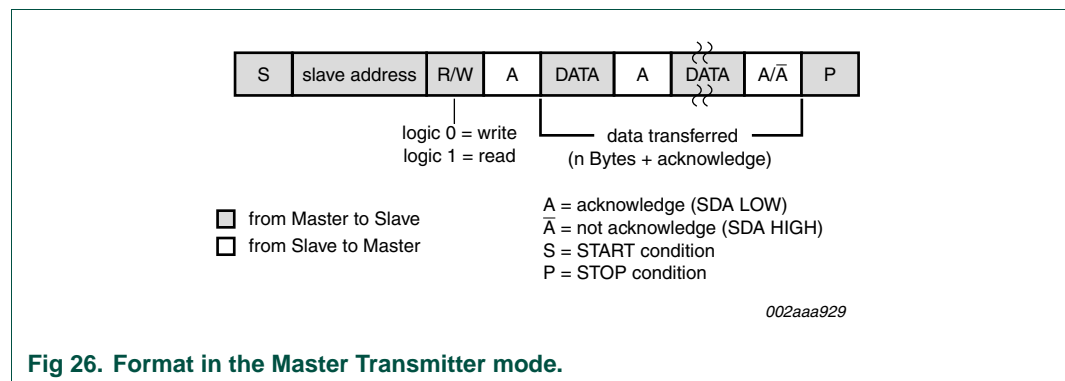 S slave address R/W A DATA A DATA A/A̅ P
logic 0 = write
logic 1 = read
data transferred
(n Bytes + acknowledge)
from Master to Slave
from Slave to Master
A = acknowledge (SDA LOW)
A̅ = not acknowledge (SDA HIGH)
S = START condition
P = STOP condition
002aaa929
Fig 26. Format in the Master Transmitter mode.